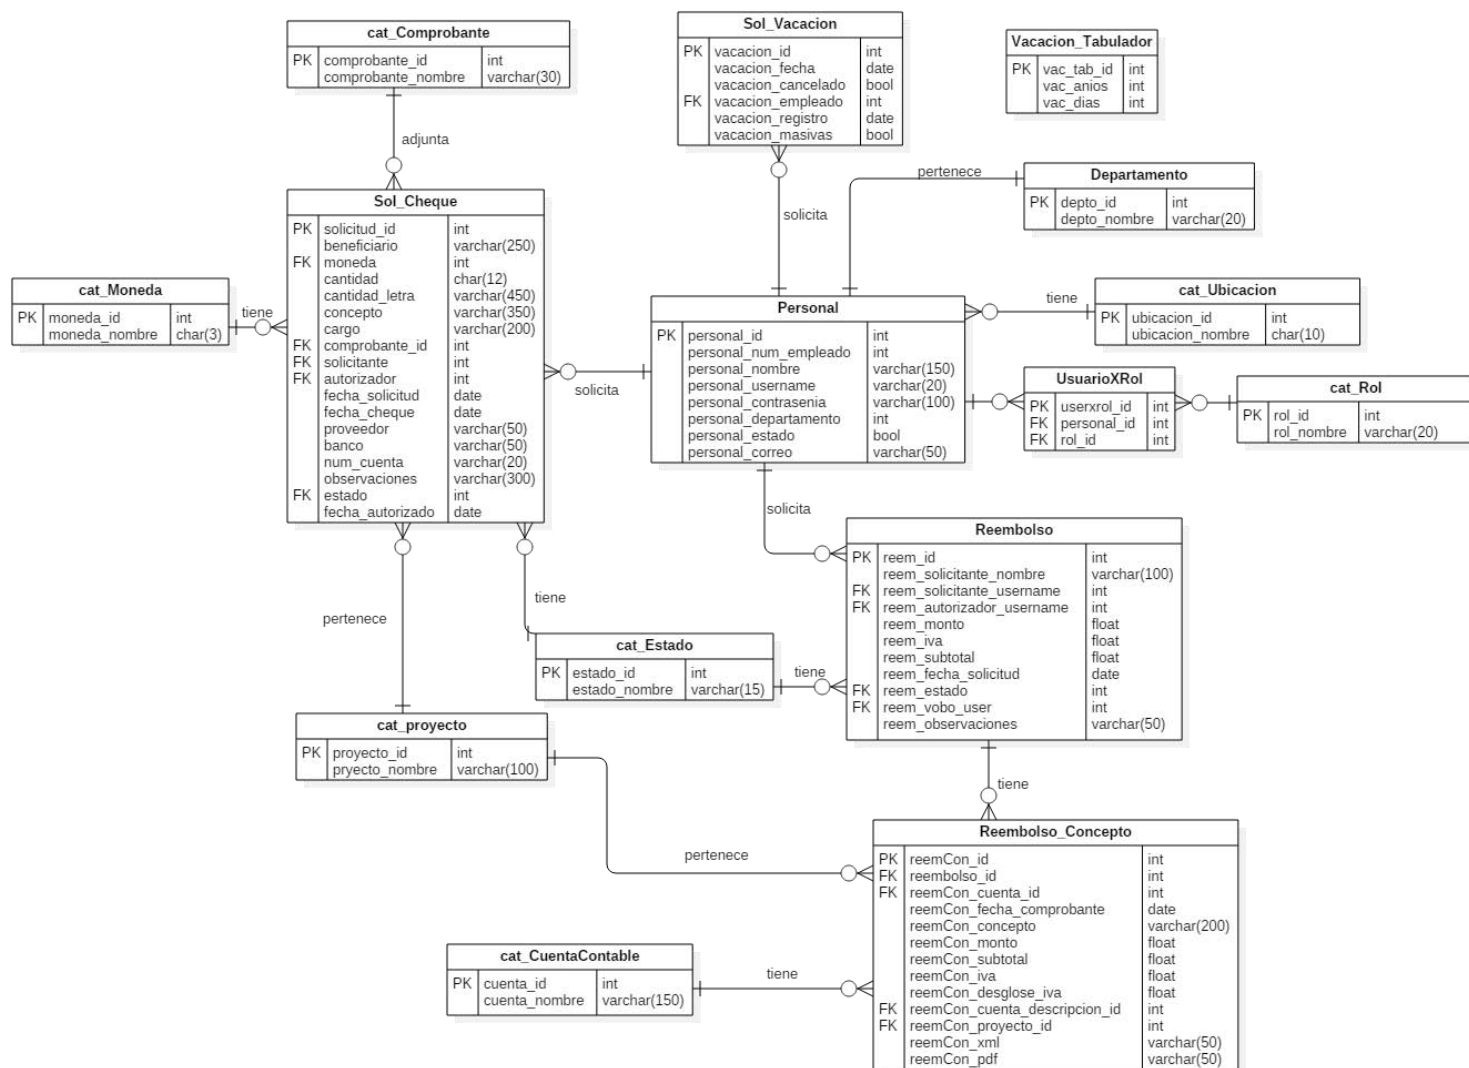 cat_Comprobante
PK comprobante_id int
comprobante_nombre varchar(30)
adjunta
Sol_Vacacion
PK vacacion_id int
vacacion_fecha date
vacacion_cancelado bool
FK vacacion_empleado int
vacacion_registro date
vacacion_masivas bool
solicita
Vacacion_Tabulador
PK vac_tab_id int
vac_anios int
vac_dias int
pertenece
Departamento
PK depto_id int
depto_nombre varchar(20)
Sol_Cheque
PK solicitud_id int
beneficiario varchar(250)
FK moneda int
cantidad char(12)
cantidad_letra varchar(450)
concepto varchar(350)
cargo varchar(200)
FK comprobante_id int
FK solicitante int
FK autorizador int
fecha_solicitud date
fecha_cheque date
proveedor varchar(50)
banco varchar(50)
num_cuenta varchar(20)
observaciones varchar(300)
FK estado int
fecha_autorizado date
cat_Moneda
PK moneda_id int
moneda_nombre char(3)
tiene
solicita
Personal
PK personal_id int
personal_num_empleado int
personal_nombre varchar(150)
personal_username varchar(20)
personal_contrasenia varchar(100)
personal_departamento int
personal_estado bool
personal_correo varchar(50)
tiene
cat_Ubicacion
PK ubicacion_id int
ubicacion_nombre char(10)
UsuarioXRol
PK userxrol_id int
FK personal_id int
FK rol_id int
cat_Rol
PK rol_id int
rol_nombre varchar(20)
solicita
Reembolso
PK reem_id int
reem_solicitante_nombre varchar(100)
FK reem_solicitante_username int
FK reem_autorizador_username int
reem_monto float
reem_iva float
reem_subtotal float
reem_fecha_solicitud date
FK reem_estado int
FK reem_vobo_user int
reem_observaciones varchar(50)
pertenece
tiene
cat_Estado
PK estado_id int
estado_nombre varchar(15)
tiene
cat_proyecto
PK proyecto_id int
pryecto_nombre varchar(100)
tiene
pertenece
Reembolso_Concepto
PK reemCon_id int
FK reembolso_id int
FK reemCon_cuenta_id int
reemCon_fecha_comprobante date
reemCon_concepto varchar(200)
reemCon_monto float
reemCon_subtotal float
reemCon_iva float
reemCon_desglose_iva float
FK reemCon_cuenta_descripcion_id int
FK reemCon_proyecto_id int
reemCon_xml varchar(50)
reemCon_pdf varchar(50)
cat_CuentaContable
PK cuenta_id int
cuenta_nombre varchar(150)
tiene